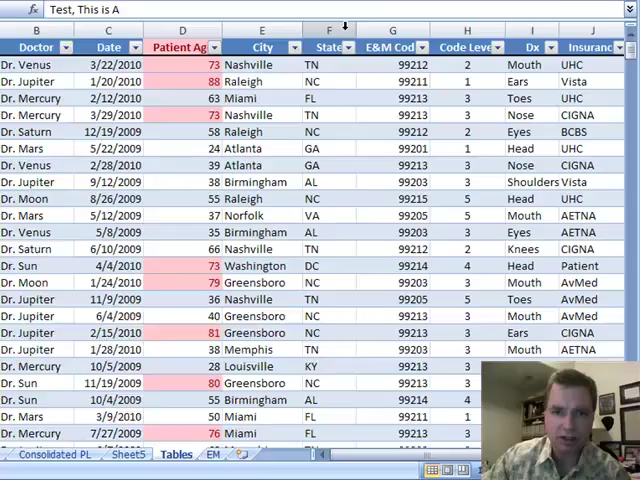 Test, This is A
B C D E F G H I J
Doctor Date Patient Ag City State E&M Cod Code Leve Dx Insuranc
Dr. Venus 3/22/2010 73 Nashville TN 99212 2 Mouth UHC
Dr. Jupiter 1/20/2010 88 Raleigh NC 99211 1 Ears Vista
Dr. Mercury 2/12/2010 63 Miami FL 99213 3 Toes UHC
Dr. Mercury 3/29/2010 73 Nashville TN 99213 3 Nose CIGNA
Dr. Saturn 12/19/2009 58 Raleigh NC 99212 2 Eyes BCBS
Dr. Mars 5/22/2009 24 Atlanta GA 99201 1 Head UHC
Dr. Venus 2/28/2010 39 Atlanta GA 99213 3 Nose CIGNA
Dr. Jupiter 9/12/2009 38 Birmingham AL 99203 3 Shoulders Vista
Dr. Moon 8/26/2009 55 Raleigh NC 99215 5 Head UHC
Dr. Mars 5/12/2009 37 Norfolk VA 99205 5 Mouth AETNA
Dr. Venus 5/8/2009 35 Birmingham AL 99203 3 Eyes AETNA
Dr. Saturn 6/10/2009 66 Nashville TN 99212 2 Knees CIGNA
Dr. Sun 4/4/2010 73 Washington DC 99214 4 Head Patient
Dr. Moon 1/24/2010 79 Greensboro NC 99213 3 Mouth AvMed
Dr. Jupiter 11/9/2009 36 Nashville TN 99205 5 Toes AvMed
Dr. Jupiter 6/4/2009 40 Greensboro NC 99213 3 Mouth AvMed
Dr. Jupiter 2/15/2010 81 Greensboro NC 99213 3 Ears CIGNA
Dr. Jupiter 1/28/2010 38 Memphis TN 99203 3 Mouth AETNA
Dr. Mercury 10/5/2009 28 Louisville KY 99213 3
Dr. Sun 11/19/2009 80 Greensboro NC 99213 3
Dr. Sun 10/4/2009 55 Birmingham AL 99214 4
Dr. Mars 3/9/2010 50 Miami FL 99211 1
Dr. Mercury 7/27/2009 76 Miami FL 99213 3
Consolidated PL Sheet5 Tables EM